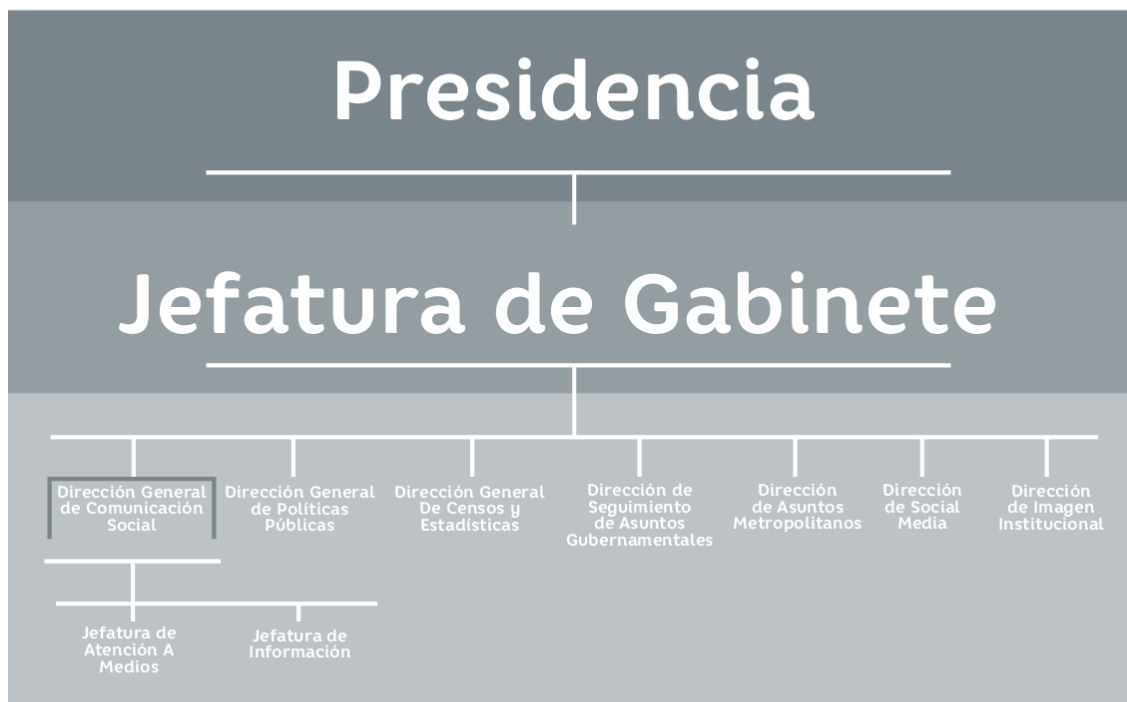 Presidencia
Jefatura de Gabinete
Dirección General
de Comunicación
Social
Dirección General
de Políticas
Públicas
Dirección General
De Censos y
Estadísticas
Dirección de
Seguimiento
de Asuntos
Gubernamentales
Dirección
de Asuntos
Metropolitanos
Dirección
de Social
Media
Dirección
de Imagen
Institucional
Jefatura de
Atención A
Medios
Jefatura de
Información